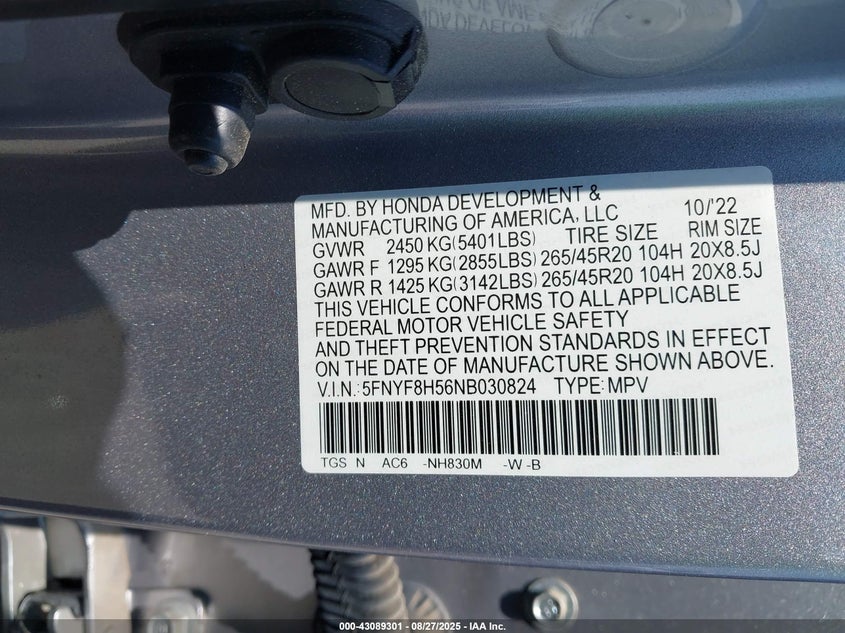 MFD. BY HONDA DEVELOPMENT &
MANUFACTURING OF AMERICA, LLC 10/'22
GVWR 2450 KG(5401LBS) TIRE SIZE RIM SIZE
GAWR F 1295 KG(2855LBS) 265/45R20 104H 20X8.5J
GAWR R 1425 KG(3142LBS) 265/45R20 104H 20X8.5J
THIS VEHICLE CONFORMS TO ALL APPLICABLE
FEDERAL MOTOR VEHICLE SAFETY
AND THEFT PREVENTION STANDARDS IN EFFECT
ON THE DATE OF MANUFACTURE SHOWN ABOVE.
V.I.N.:5FNYF8H56NB030824 TYPE:MPV
TGS N AC6 -NH830M -W -B
000-43089301 - 08/27/2025 - IAA Inc.